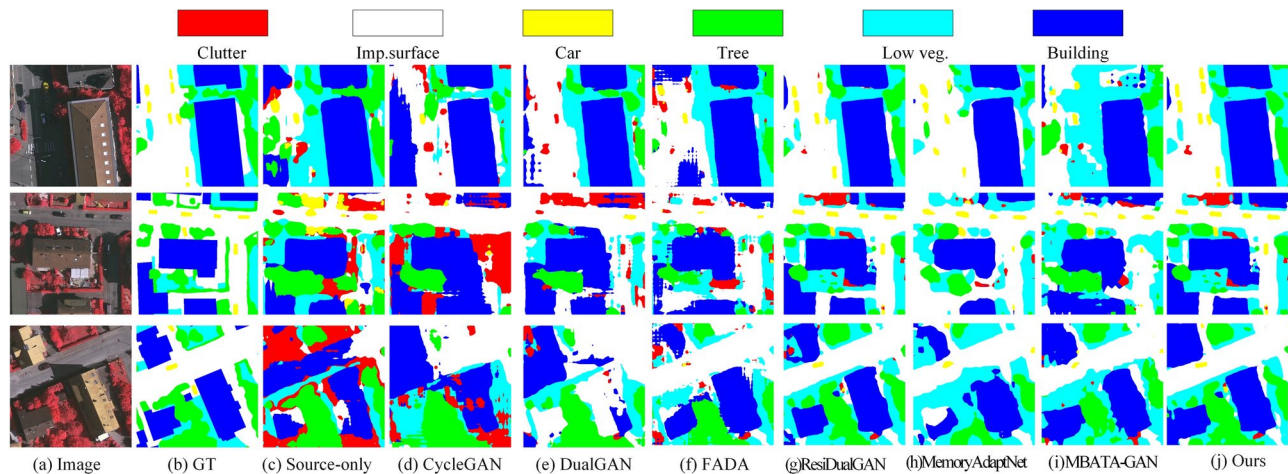 Clutter Imp.surface Car Tree Low veg. Building
(a) Image (b) GT (c) Source-only (d) CycleGAN (e) DualGAN (f) FADA (g)ResiDualGAN (h)MemoryAdaptNet (i)MBATA-GAN (j) Ours